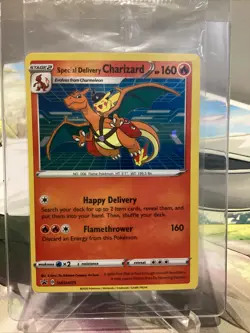 STAGE 2
Special Delivery Charizard 160
Evolves from Charmeleon
Happy Delivery
Search your deck for up to 2 Item cards, reveal them, and
put them into your hand. Then, shuffle your deck.
Flamethrower 160
Discard an Energy from this Pokémon.
weakness ×2 resistance retreat